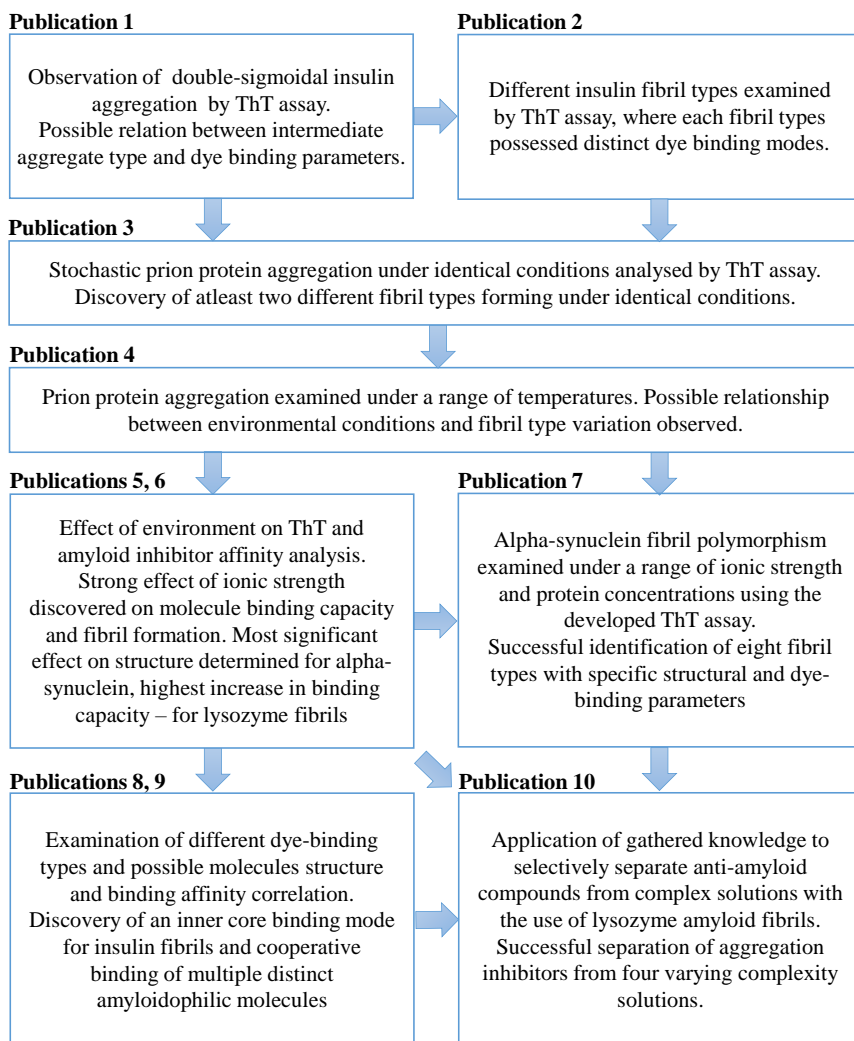 Publication 1
Observation of double-sigmoidal insulin
aggregation by ThT assay.
Possible relation between intermediate
aggregate type and dye binding parameters.
Publication 2
Different insulin fibril types examined
by ThT assay, where each fibril types
possessed distinct dye binding modes.
Publication 3
Stochastic prion protein aggregation under identical conditions analysed by ThT assay.
Discovery of atleast two different fibril types forming under identical conditions.
Publication 4
Prion protein aggregation examined under a range of temperatures. Possible relationship
between environmental conditions and fibril type variation observed.
Publications 5, 6
Effect of environment on ThT and
amyloid inhibitor affinity analysis.
Strong effect of ionic strength
discovered on molecule binding capacity
and fibril formation. Most significant
effect on structure determined for alpha-
synuclein, highest increase in binding
capacity – for lysozyme fibrils
Publication 7
Alpha-synuclein fibril polymorphism
examined under a range of ionic strength
and protein concentrations using the
developed ThT assay.
Successful identification of eight fibril
types with specific structural and dye-
binding parameters
Publications 8, 9
Examination of different dye-binding
types and possible molecules structure
and binding affinity correlation.
Discovery of an inner core binding mode
for insulin fibrils and cooperative
binding of multiple distinct
amyloidophilic molecules
Publication 10
Application of gathered knowledge to
selectively separate anti-amyloid
compounds from complex solutions with
the use of lysozyme amyloid fibrils.
Successful separation of aggregation
inhibitors from four varying complexity
solutions.